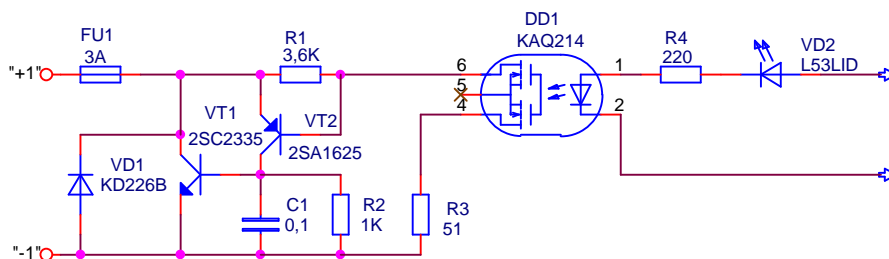 DD1
KAQ214
FU1
3A
R1
3,6K
R4
220
VD2
L53LID
"+1"
6
5
4
1
2
VT1
2SC2335
VT2
2SA1625
VD1
KD226B
C1
0,1
R2
1K
R3
51
"-1"